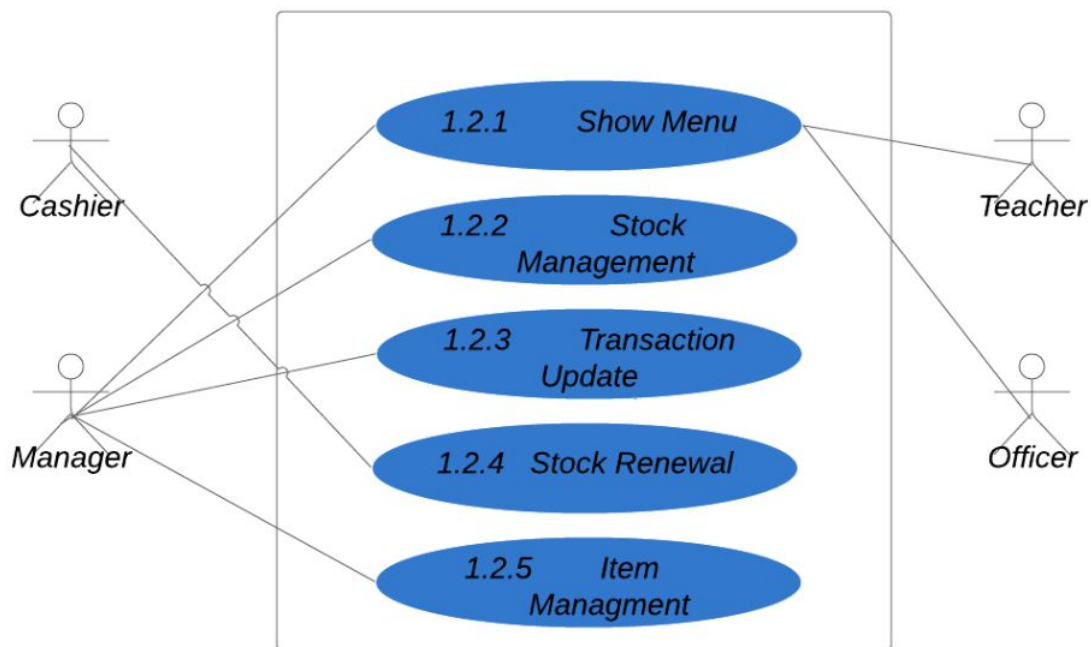 1.2.1 Show Menu
Cashier
Teacher
1.2.2 Stock
Management
1.2.3 Transaction
Update
Manager
1.2.4 Stock Renewal
Officer
1.2.5 Item
Managment